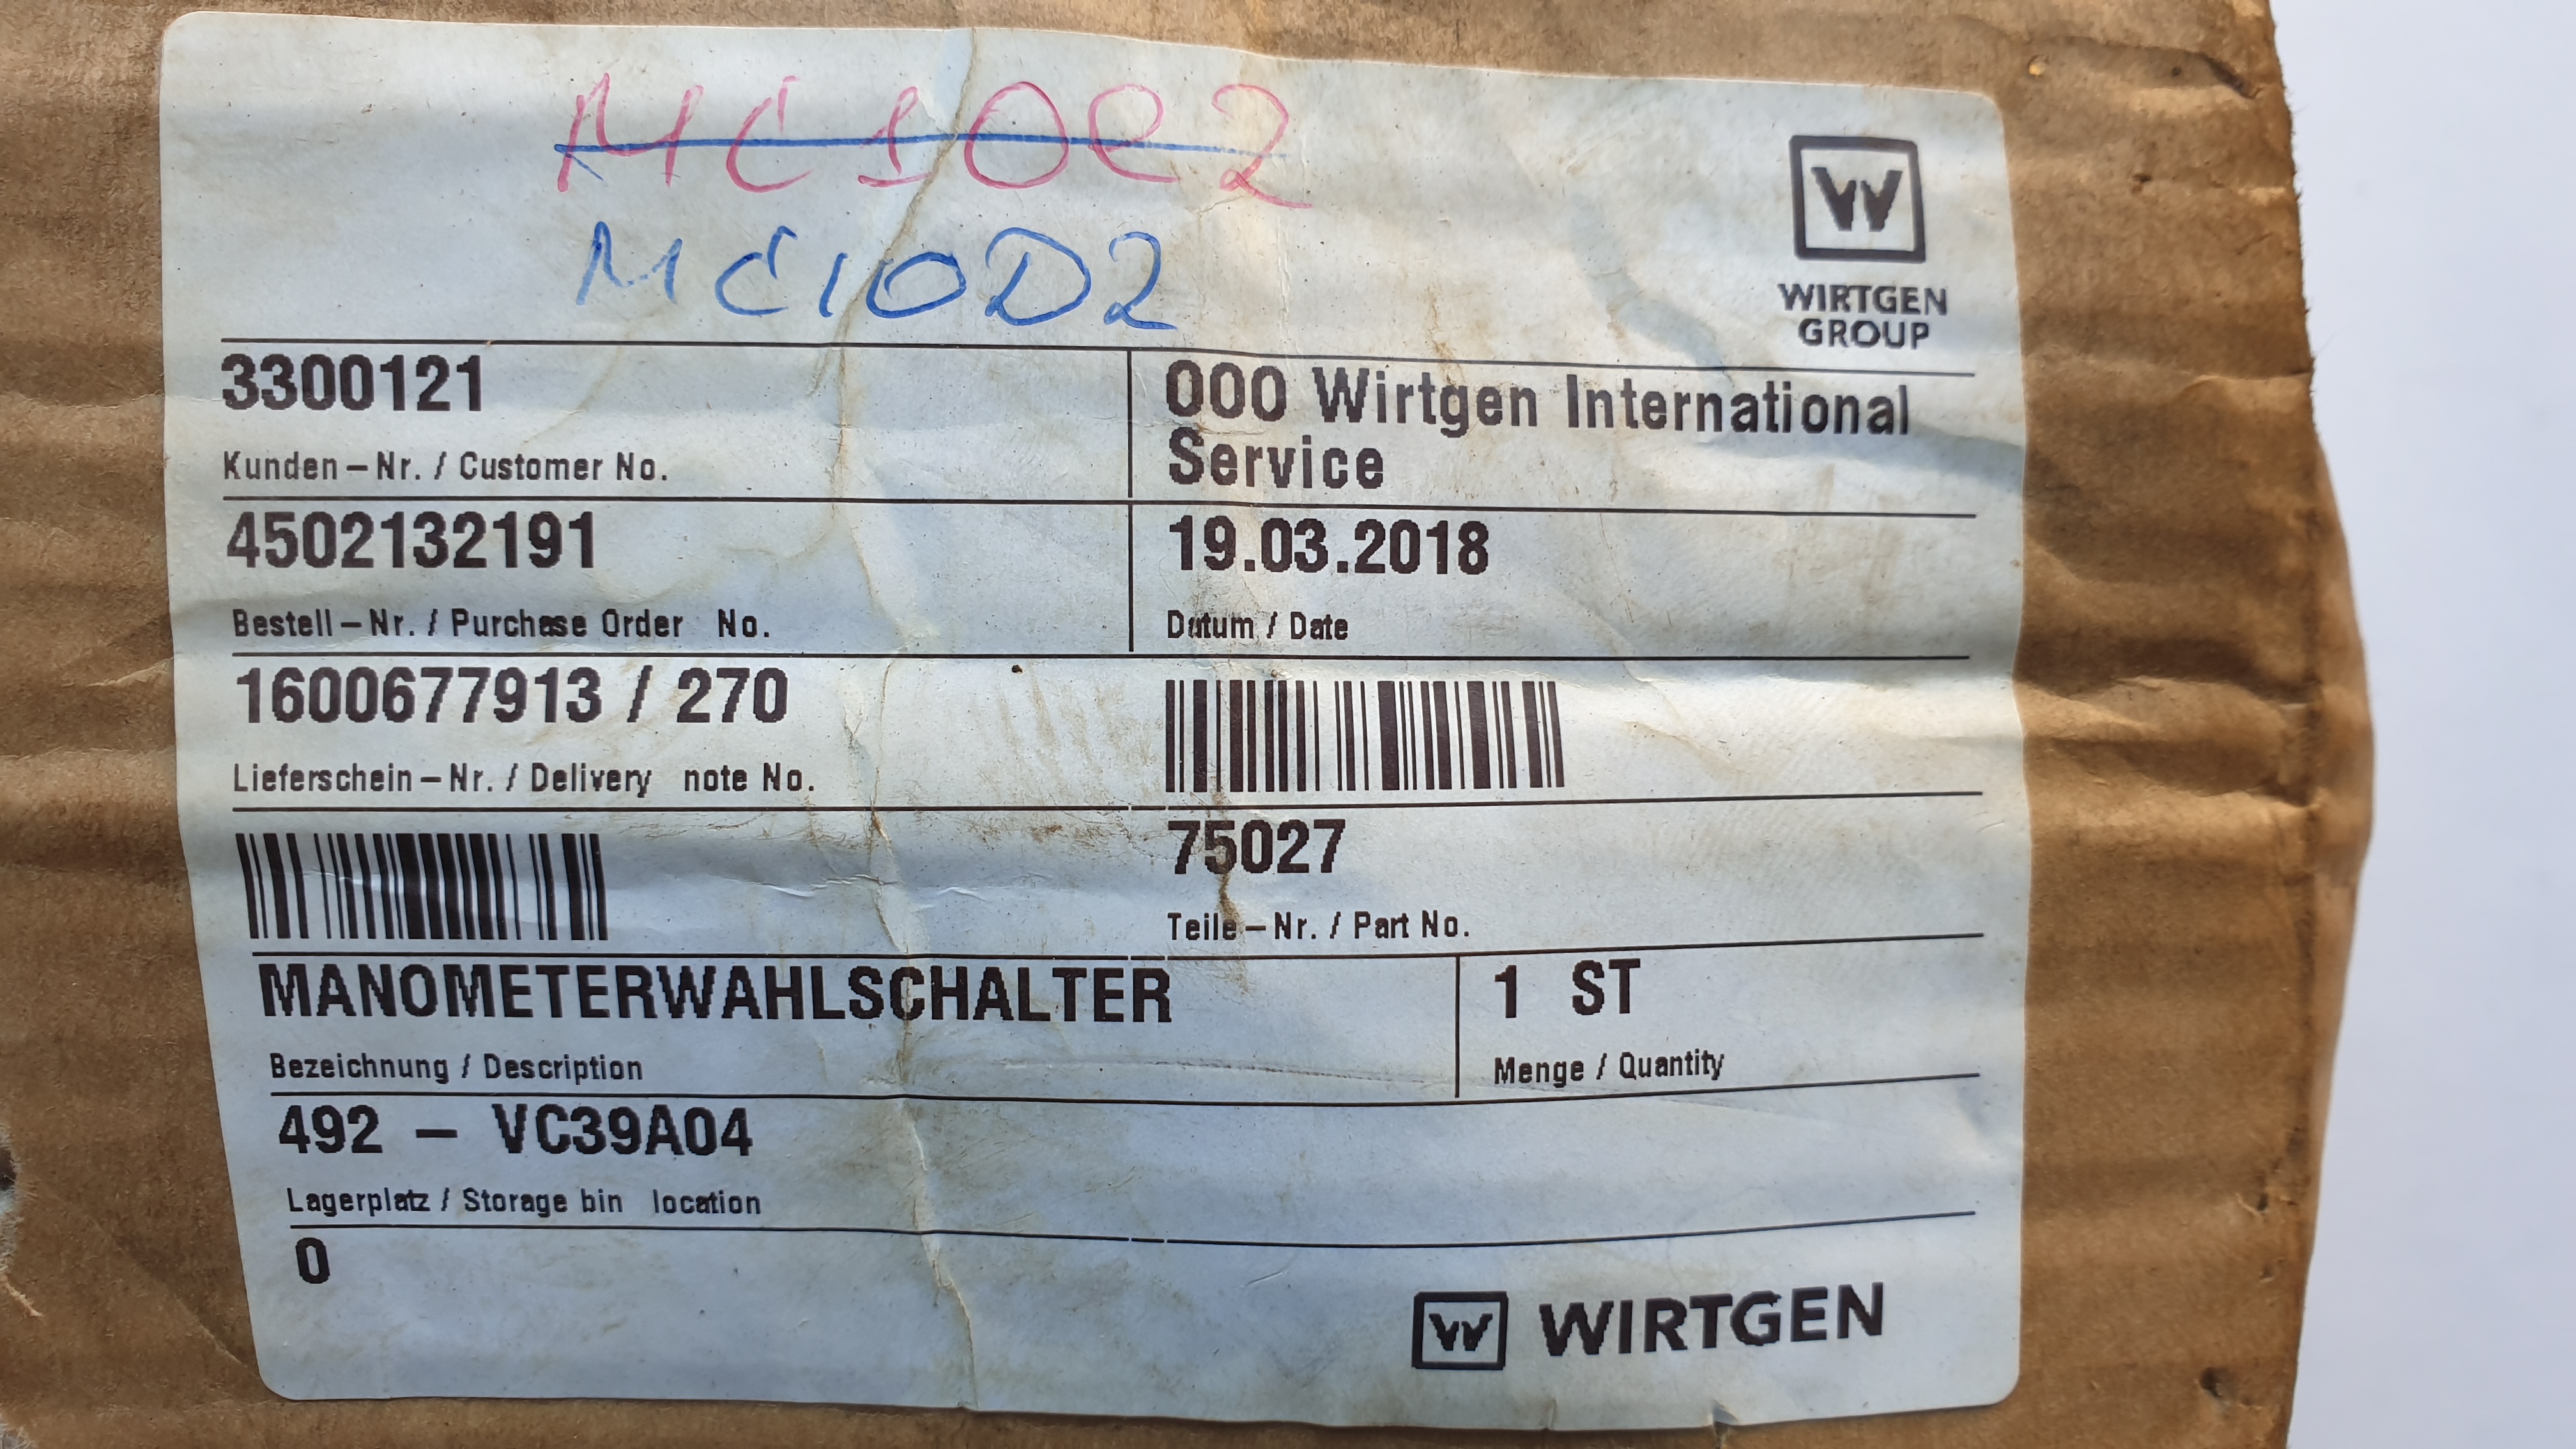 MC10C2
MC10D2
W
WIRTGEN
GROUP
3300121
Kunden-Nr. / Customer No.
OOO Wirtgen International
Service
4502132191
Bestell-Nr. / Purchase Order No.
19.03.2018
Datum / Date
1600677913 / 270
Lieferschein-Nr. / Delivery note No.
75027
Teile-Nr. / Part No.
MANOMETERWAHLSCHALTER
Bezeichnung / Description
1 ST
Menge / Quantity
492 - VC39A04
Lagerplatz / Storage bin location
0
W WIRTGEN